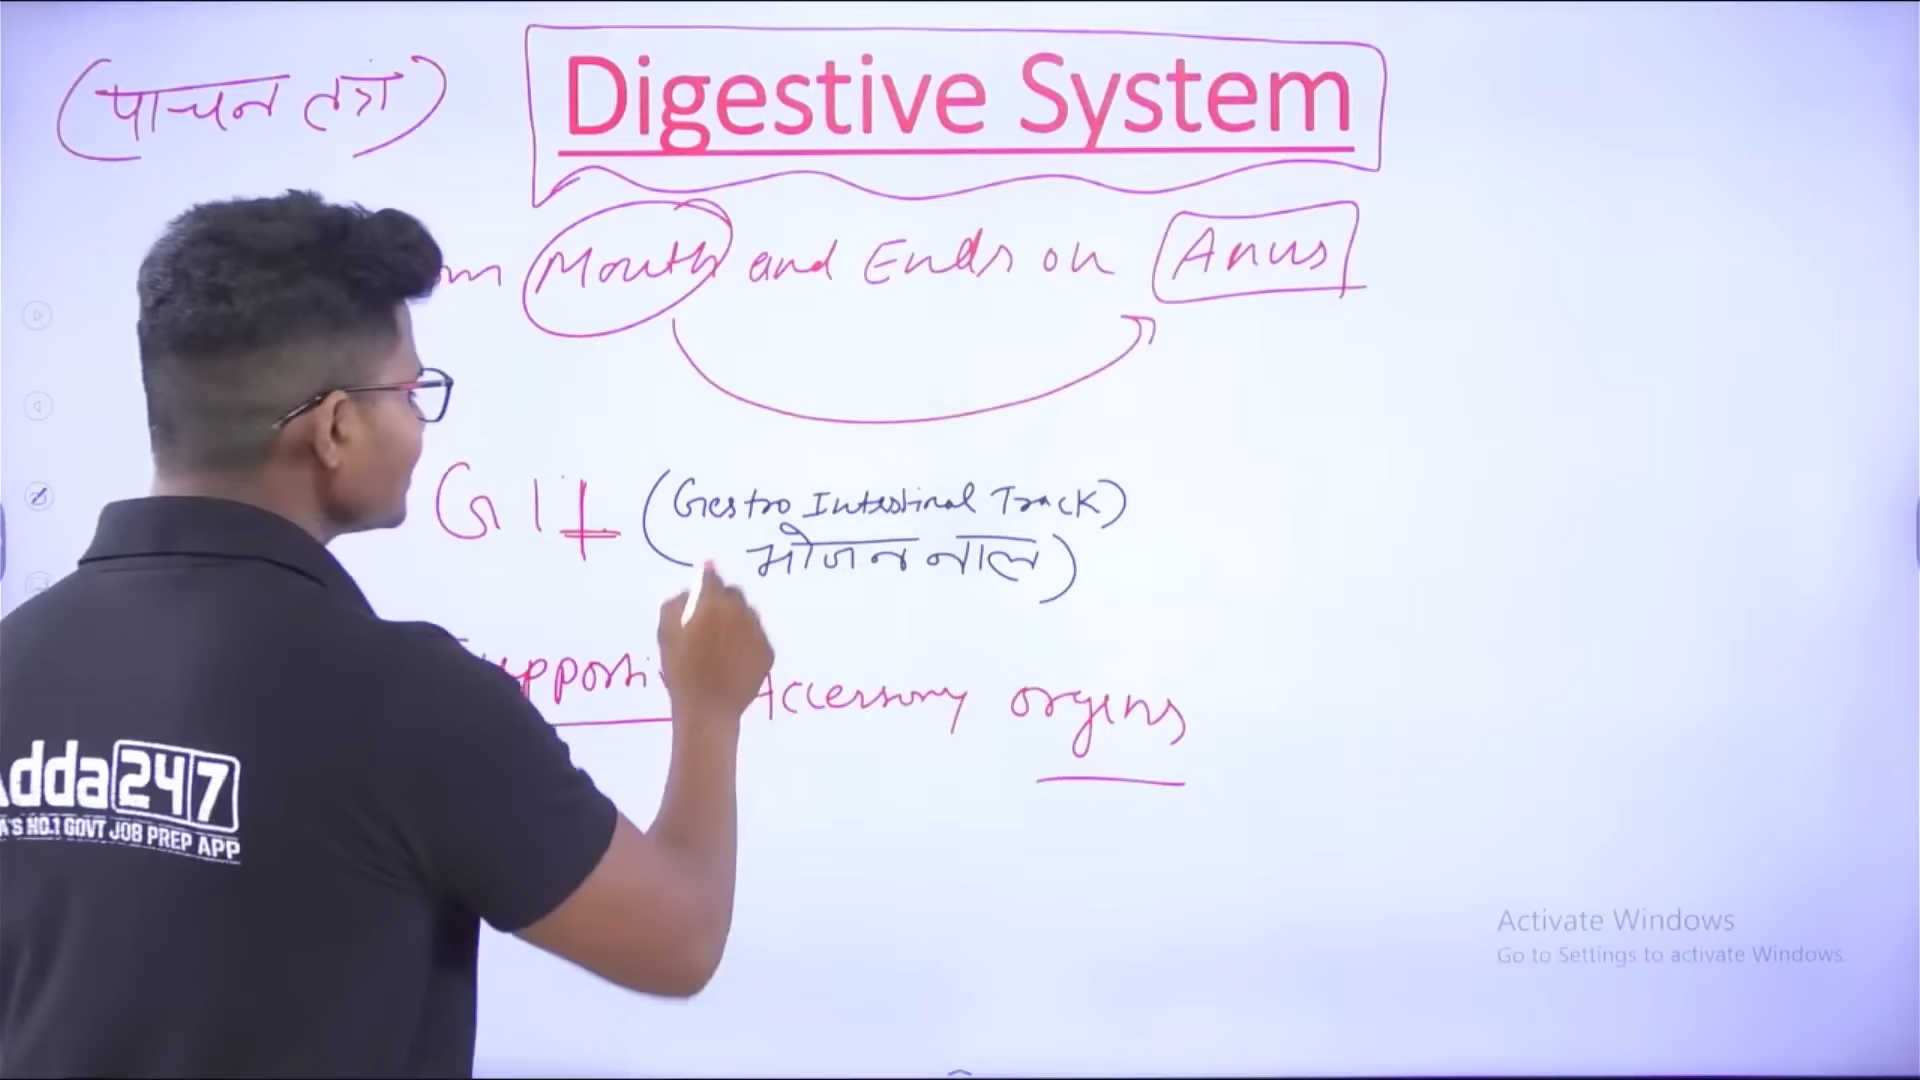 (पाचन तंत्र)
Digestive System
Mouth and Ends on Anus
GIT (Gestro Intestinal Track)
भोजन नाल)
Accessory orgens
Adda247
NO.1 GOVT JOB PREP APP
Activate Windows
Go to Settings to activate Windows.